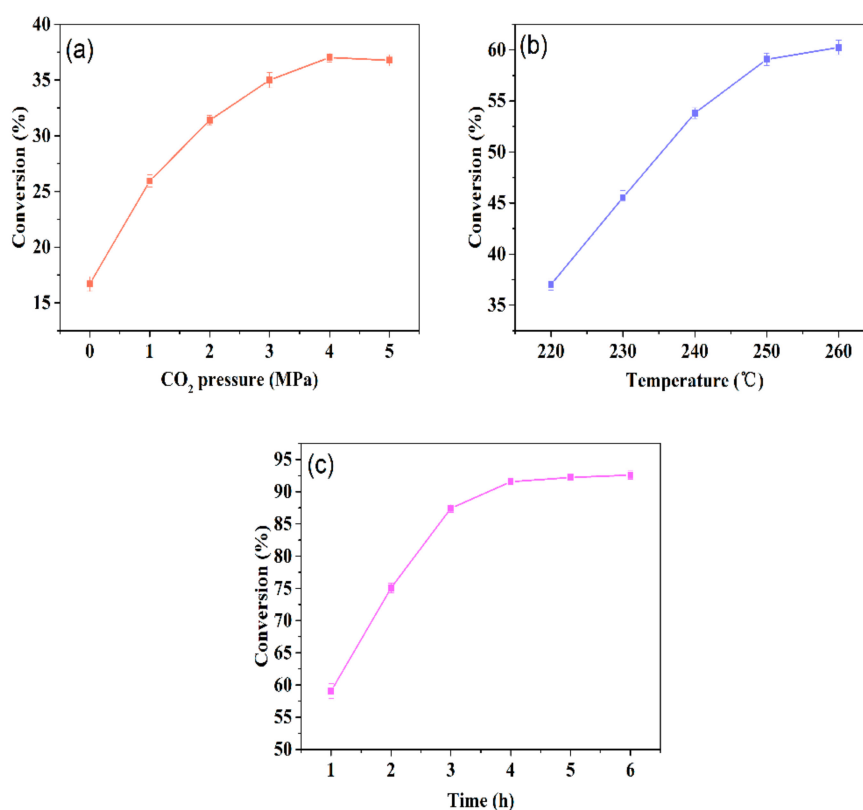 (a)
Conversion (%)
40
35
30
25
20
15
0 1 2 3 4 5
CO₂ pressure (MPa)
(b)
Conversion (%)
60
55
50
45
40
35
220 230 240 250 260
Temperature (℃)
(c)
Conversion (%)
95
90
85
80
75
70
65
60
55
50
1 2 3 4 5 6
Time (h)